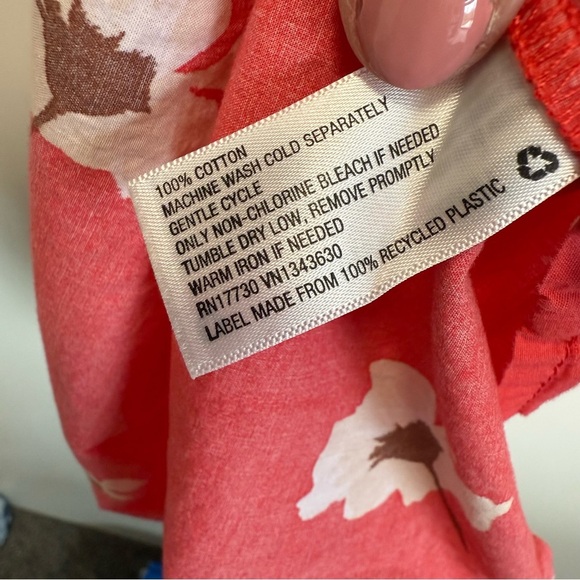 100% COTTON
MACHINE WASH COLD SEPARATELY
GENTLE CYCLE
ONLY NON-CHLORINE BLEACH IF NEEDED
TUMBLE DRY LOW, REMOVE PROMPTLY
WARM IRON IF NEEDED
RN17730 VN1343630
LABEL MADE FROM 100% RECYCLED PLASTIC